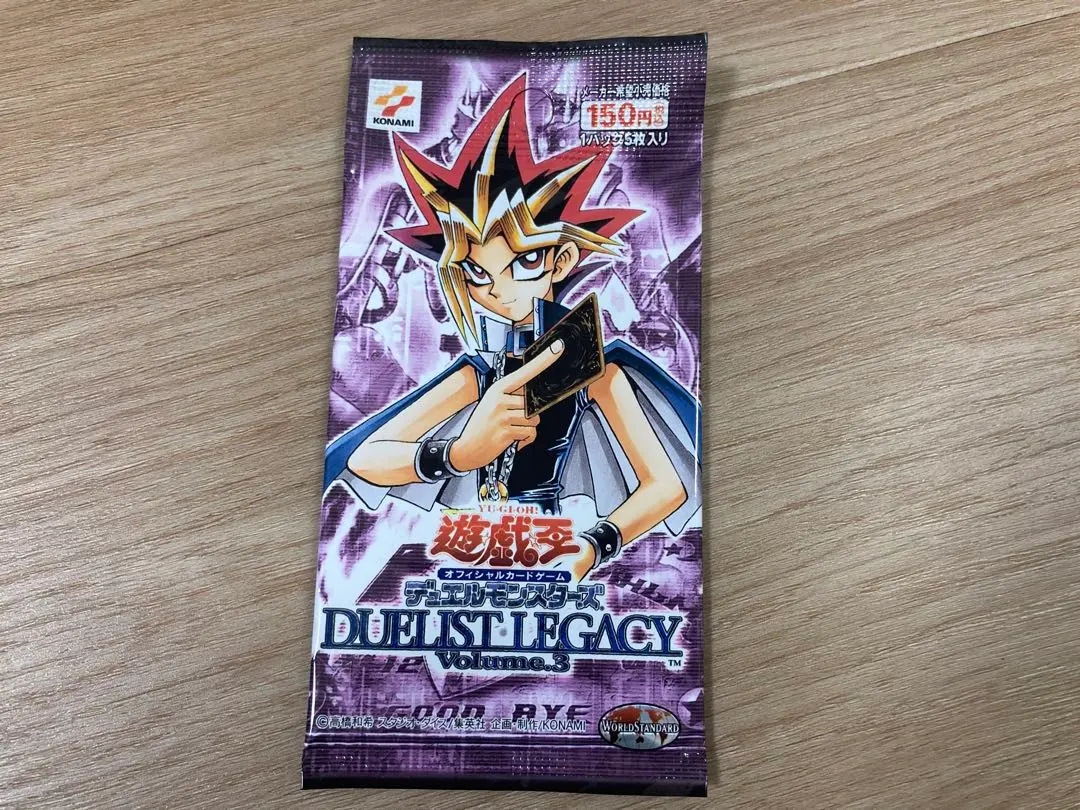 KONAMI
メーカー希望小売価格
150円税込
1パック5枚入り
YU-GI-OH!
遊戯王
オフィシャルカードゲーム
デュエルモンスターズ
DUELIST LEGACY
Volume.3
TM
GOOD BYE
©高橋和希 スタジオ・ダイス/集英社 企画・制作/KONAMI
WORLD STANDARD